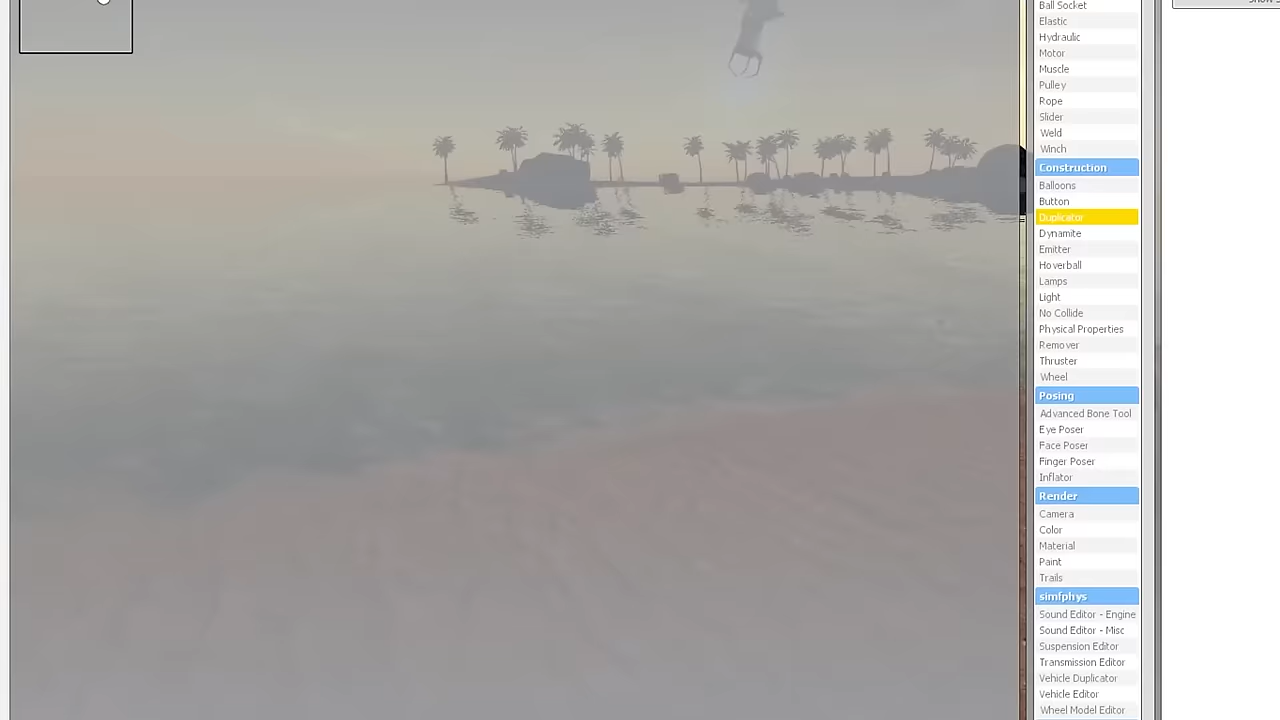 Ball Socket
Elastic
Hydraulic
Motor
Muscle
Pulley
Rope
Slider
Weld
Winch
Construction
Balloons
Button
Duplicator
Dynamite
Emitter
Hoverball
Lamps
Light
No Collide
Physical Properties
Remover
Thruster
Wheel
Posing
Advanced Bone Tool
Eye Poser
Face Poser
Finger Poser
Inflator
Render
Camera
Color
Material
Paint
Trails
simfphys
Sound Editor - Engine
Sound Editor - Misc
Suspension Editor
Transmission Editor
Vehicle Duplicator
Vehicle Editor
Wheel Model Editor